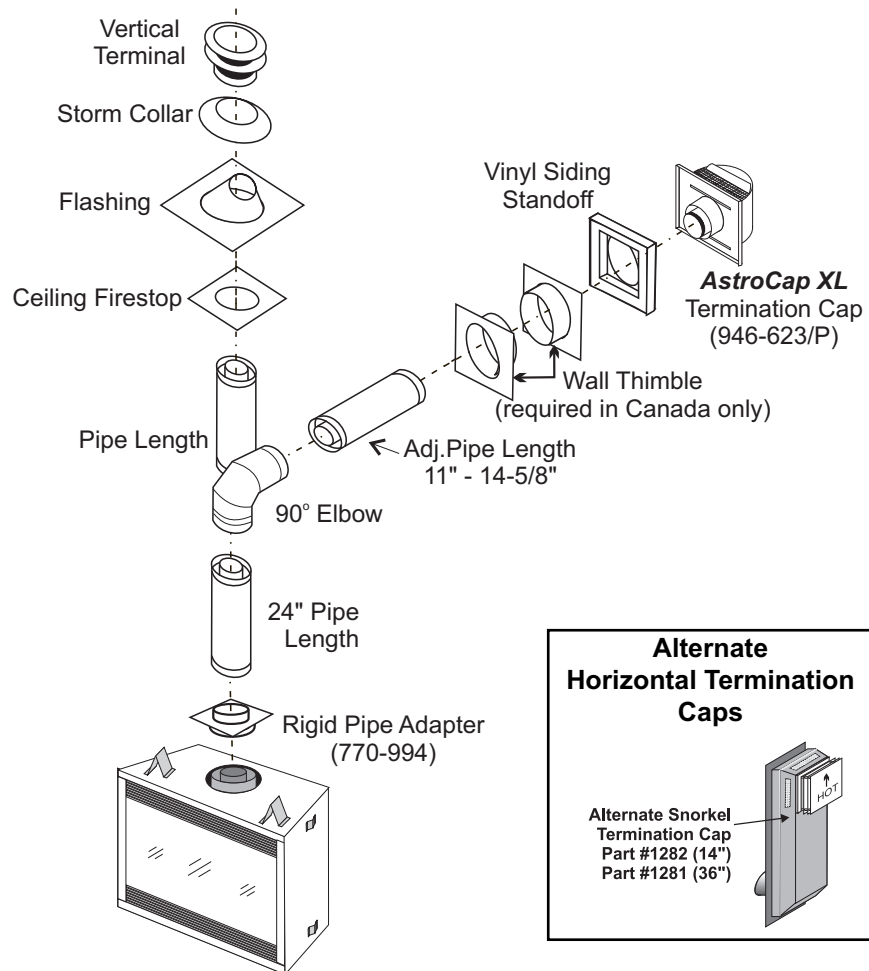 Vertical
Terminal
Storm Collar
Flashing
Ceiling Firestop
Pipe Length
Vinyl Siding
Standoff
AstroCap XL
Termination Cap
(946-623/P)
Wall Thimble
(required in Canada only)
Adj.Pipe Length
11" - 14-5/8"
90° Elbow
24" Pipe
Length
Rigid Pipe Adapter
(770-994)
Alternate
Horizontal Termination
Caps
HOT
Alternate Snorkel
Termination Cap
Part #1282 (14")
Part #1281 (36")